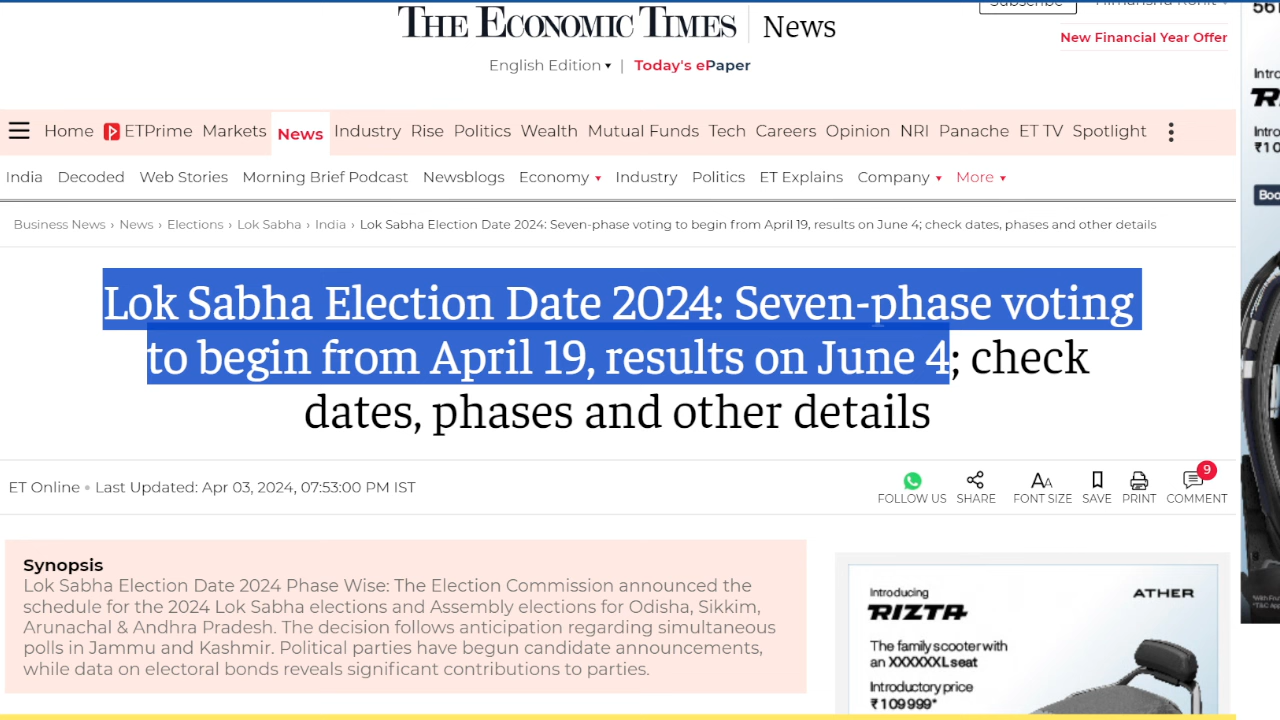 THE ECONOMIC TIMES | News
Subscribe
New Financial Year Offer
English Edition ▾ | Today's ePaper
Home ETPrime Markets News Industry Rise Politics Wealth Mutual Funds Tech Careers Opinion NRI Panache ET TV Spotlight
India Decoded Web Stories Morning Brief Podcast Newsblogs Economy ▾ Industry Politics ET Explains Company ▾ More ▾
Business News › News › Elections › Lok Sabha › India › Lok Sabha Election Date 2024: Seven-phase voting to begin from April 19, results on June 4; check dates, phases and other details
Lok Sabha Election Date 2024: Seven-phase voting
to begin from April 19, results on June 4; check
dates, phases and other details
ET Online • Last Updated: Apr 03, 2024, 07:53:00 PM IST
FOLLOW US SHARE FONT SIZE SAVE PRINT COMMENT 9
Synopsis
Lok Sabha Election Date 2024 Phase Wise: The Election Commission announced the
schedule for the 2024 Lok Sabha elections and Assembly elections for Odisha, Sikkim,
Arunachal & Andhra Pradesh. The decision follows anticipation regarding simultaneous
polls in Jammu and Kashmir. Political parties have begun candidate announcements,
while data on electoral bonds reveals significant contributions to parties.
Introducing
RIZTA
ATHER
The family scooter with
an XXXXXXL seat
Introductory price
₹109999*
561
Intro
R
Intro
₹10
Boo